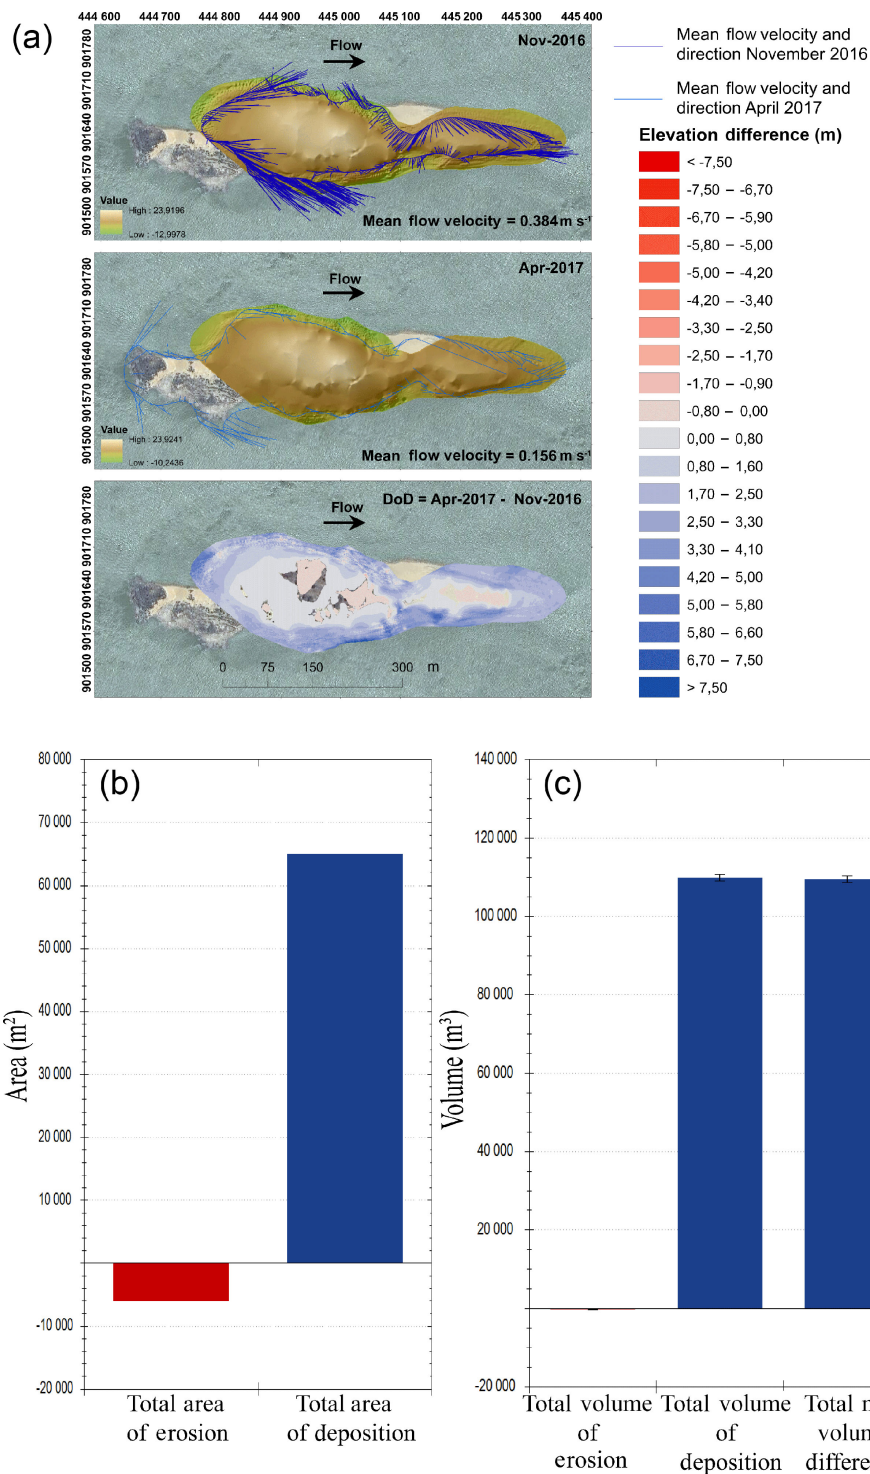 (a)
444 600 444 700 444 800 444 900 445 000 445 100 445 200 445 300 445 400
901500 901570 901640 901710 901780
Flow
Nov-2016
Value
High : 23,9196
Low : -12,9978
Mean flow velocity = 0.384 m s⁻¹
901500 901570 901640 901710 901780
Flow
Apr-2017
Value
High : 23,9241
Low : -10,2436
Mean flow velocity = 0.156 m s⁻¹
901500 901570 901640 901710 901780
Flow
DoD = Apr-2017 - Nov-2016
0 75 150 300 m
Mean flow velocity and
direction November 2016
Mean flow velocity and
direction April 2017
Elevation difference (m)
< -7,50
-7,50 – -6,70
-6,70 – -5,90
-5,80 – -5,00
-5,00 – -4,20
-4,20 – -3,40
-3,30 – -2,50
-2,50 – -1,70
-1,70 – -0,90
-0,80 – 0,00
0,00 – 0,80
0,80 – 1,60
1,70 – 2,50
2,50 – 3,30
3,30 – 4,10
4,20 – 5,00
5,00 – 5,80
5,80 – 6,60
6,70 – 7,50
> 7,50
(b)
Area (m²)
80 000
70 000
60 000
50 000
40 000
30 000
20 000
10 000
-10 000
-20 000
Total area
of erosion
Total area
of deposition
(c)
Volume (m³)
140 000
120 000
100 000
80 000
60 000
40 000
20 000
-20 000
Total volume
of
erosion
Total volume
of
deposition
Total n
volum
differe